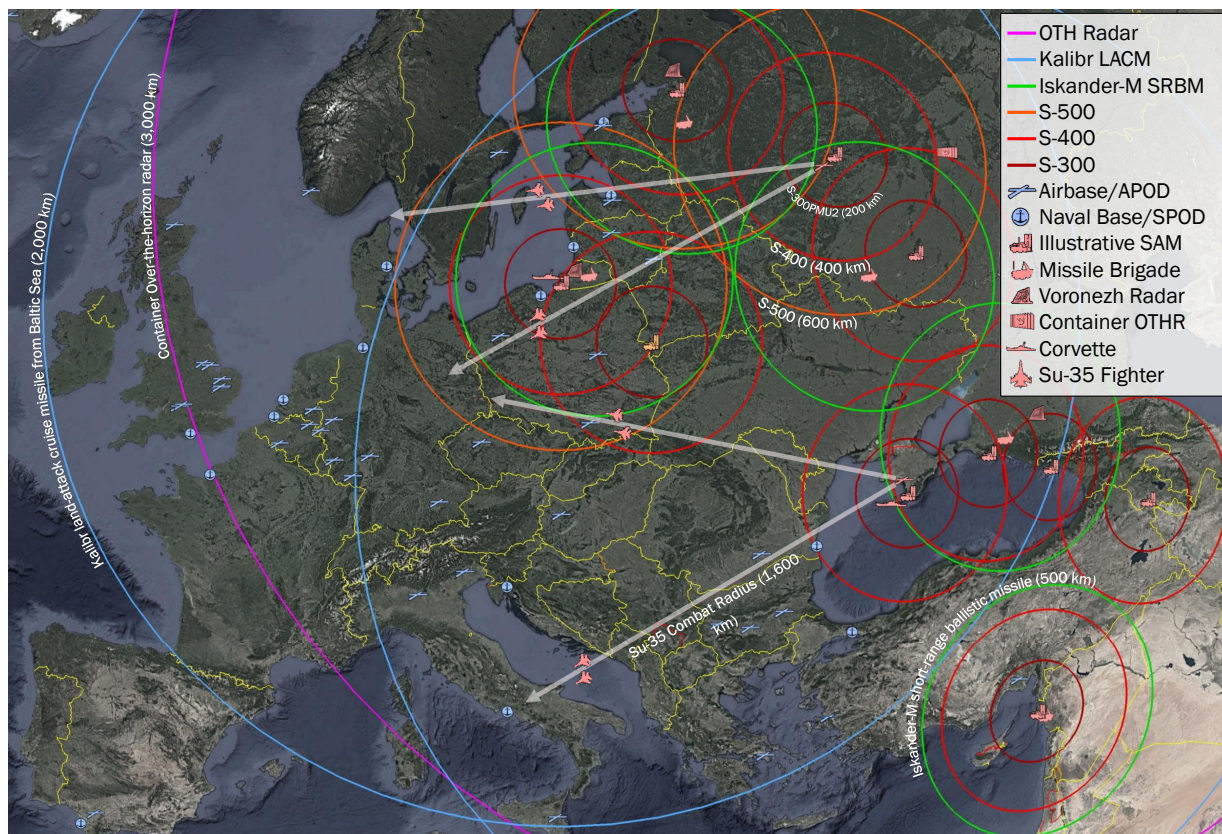 OTH Radar
Kalibr LACM
Iskander-M SRBM
S-500
S-400
S-300
Airbase/APOD
Naval Base/SPOD
Illustrative SAM
Missile Brigade
Voronezh Radar
Container OTHR
Corvette
Su-35 Fighter
Kalibr land-attack cruise missile from Baltic Sea (2,000 km)
Container Over-the-horizon radar (3,000 km)
S-300PMU2 (200 km)
S-400 (400 km)
S-500 (600 km)
Su-35 Combat Radius (1,600
km)
Iskander-M short-range ballistic missile (500 km)